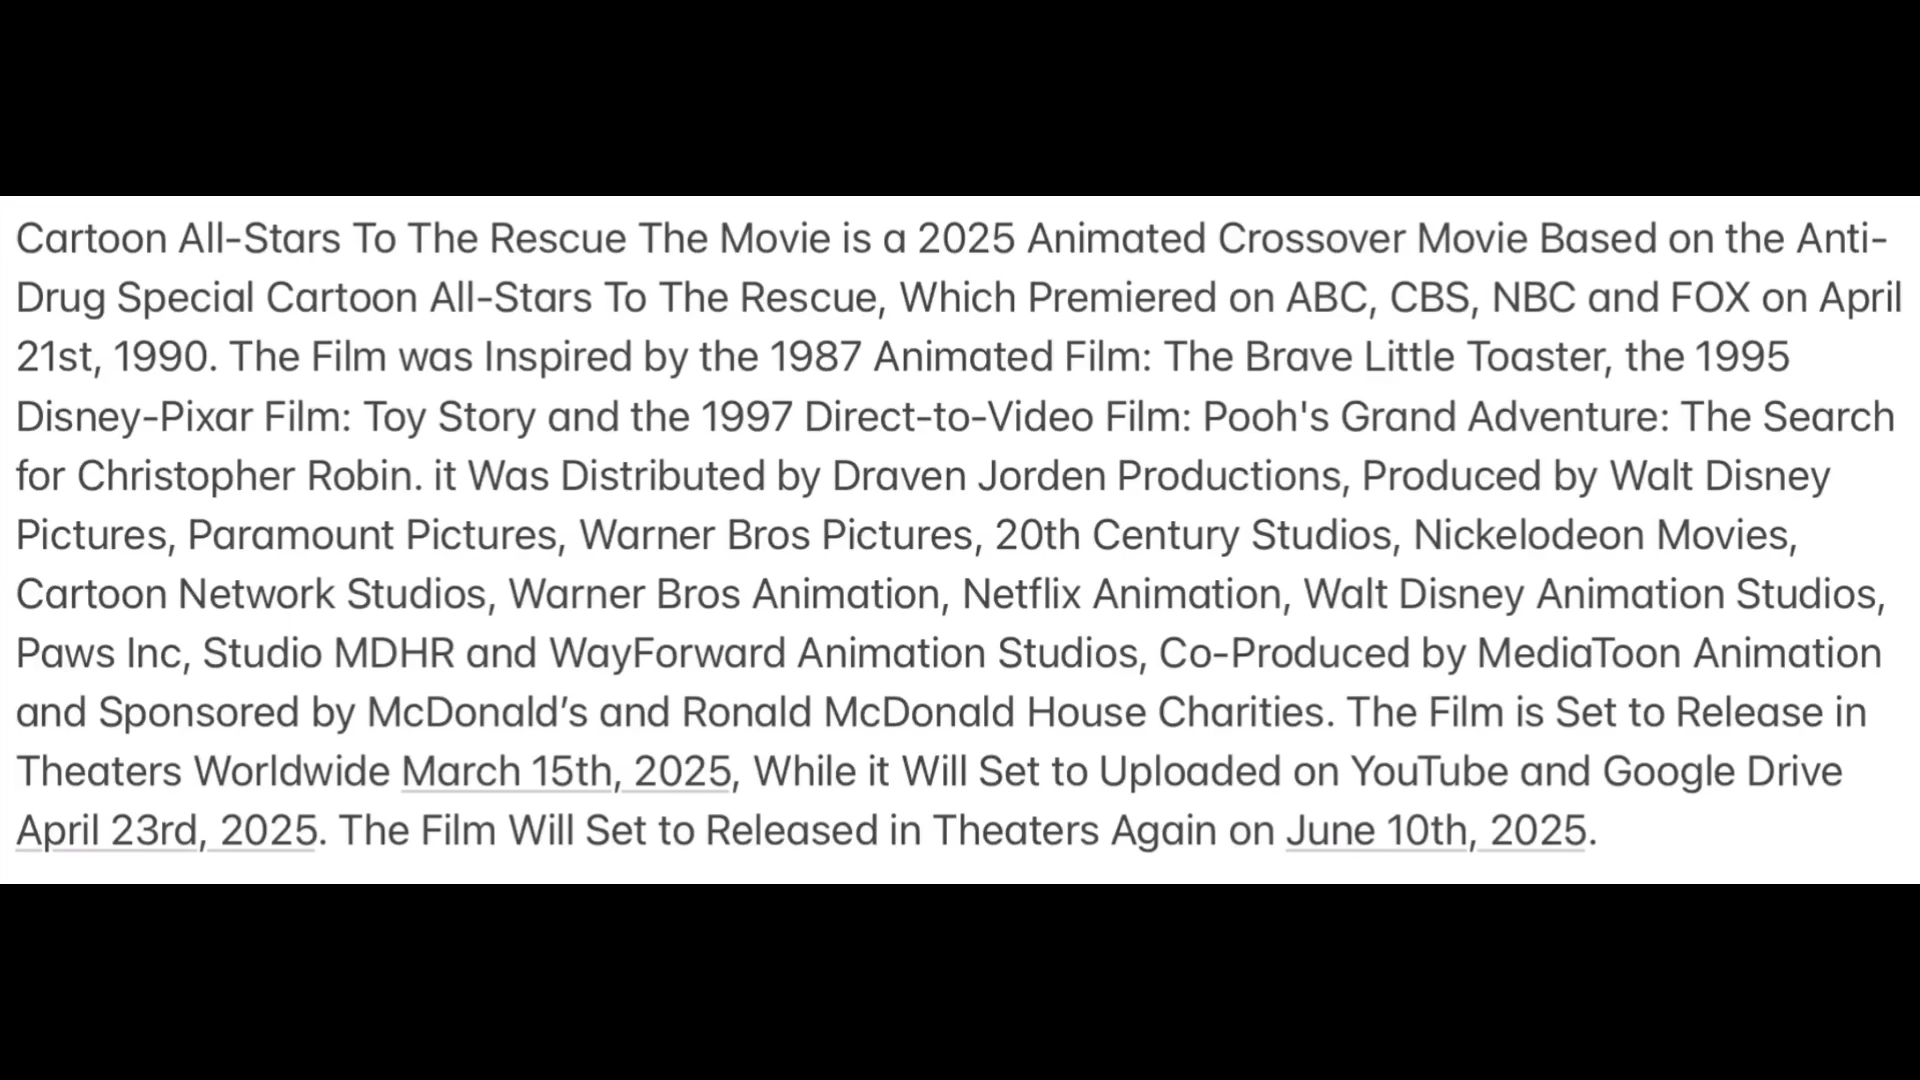 Cartoon All-Stars To The Rescue The Movie is a 2025 Animated Crossover Movie Based on the Anti-
Drug Special Cartoon All-Stars To The Rescue, Which Premiered on ABC, CBS, NBC and FOX on April
21st, 1990. The Film was Inspired by the 1987 Animated Film: The Brave Little Toaster, the 1995
Disney-Pixar Film: Toy Story and the 1997 Direct-to-Video Film: Pooh's Grand Adventure: The Search
for Christopher Robin. it Was Distributed by Draven Jorden Productions, Produced by Walt Disney
Pictures, Paramount Pictures, Warner Bros Pictures, 20th Century Studios, Nickelodeon Movies,
Cartoon Network Studios, Warner Bros Animation, Netflix Animation, Walt Disney Animation Studios,
Paws Inc, Studio MDHR and WayForward Animation Studios, Co-Produced by MediaToon Animation
and Sponsored by McDonald’s and Ronald McDonald House Charities. The Film is Set to Release in
Theaters Worldwide March 15th, 2025, While it Will Set to Uploaded on YouTube and Google Drive
April 23rd, 2025. The Film Will Set to Released in Theaters Again on June 10th, 2025.